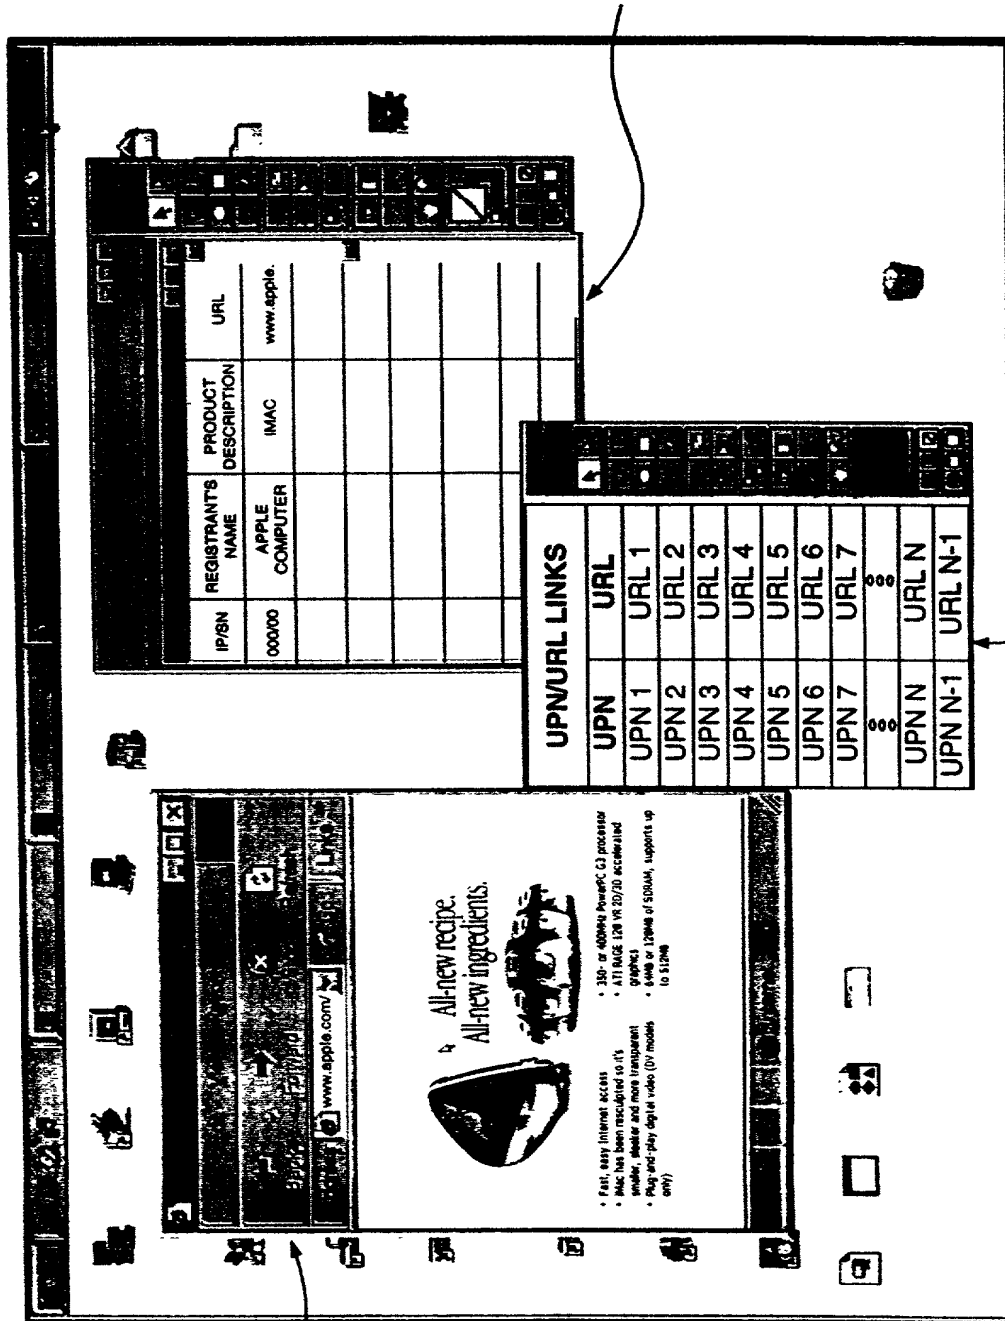 www.apple.com/
All-new recipe.
All-new ingredients.
• Fast, easy Internet access
• iMac has been resculpted so it's
smaller, sleeker and more transparent
• Plug-and-play digital video (DV models
only)
• 350- or 400MHz PowerPC G3 processor
• ATI RAGE 128 VR 2D/3D accelerated
graphics
• 64MB or 128MB of SDRAM, supports up
to 512MB
IP/SN REGISTRANT'S NAME PRODUCT DESCRIPTION URL
000/00 APPLE COMPUTER IMAC www.apple.
UPN/URL LINKS
UPN URL
UPN 1 URL 1
UPN 2 URL 2
UPN 3 URL 3
UPN 4 URL 4
UPN 5 URL 5
UPN 6 URL 6
UPN 7 URL 7
ooo ooo
UPN N URL N
UPN N-1 URL N-1